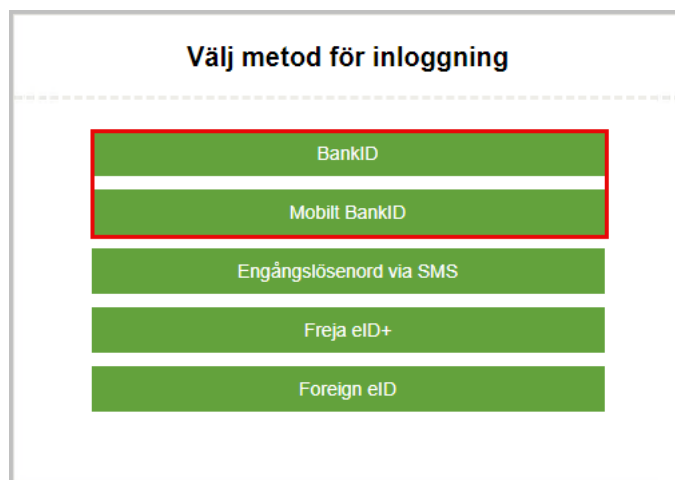 Välj metod för inloggning
BankID
Mobilt BankID
Engångslösenord via SMS
Freja eID+
Foreign eID